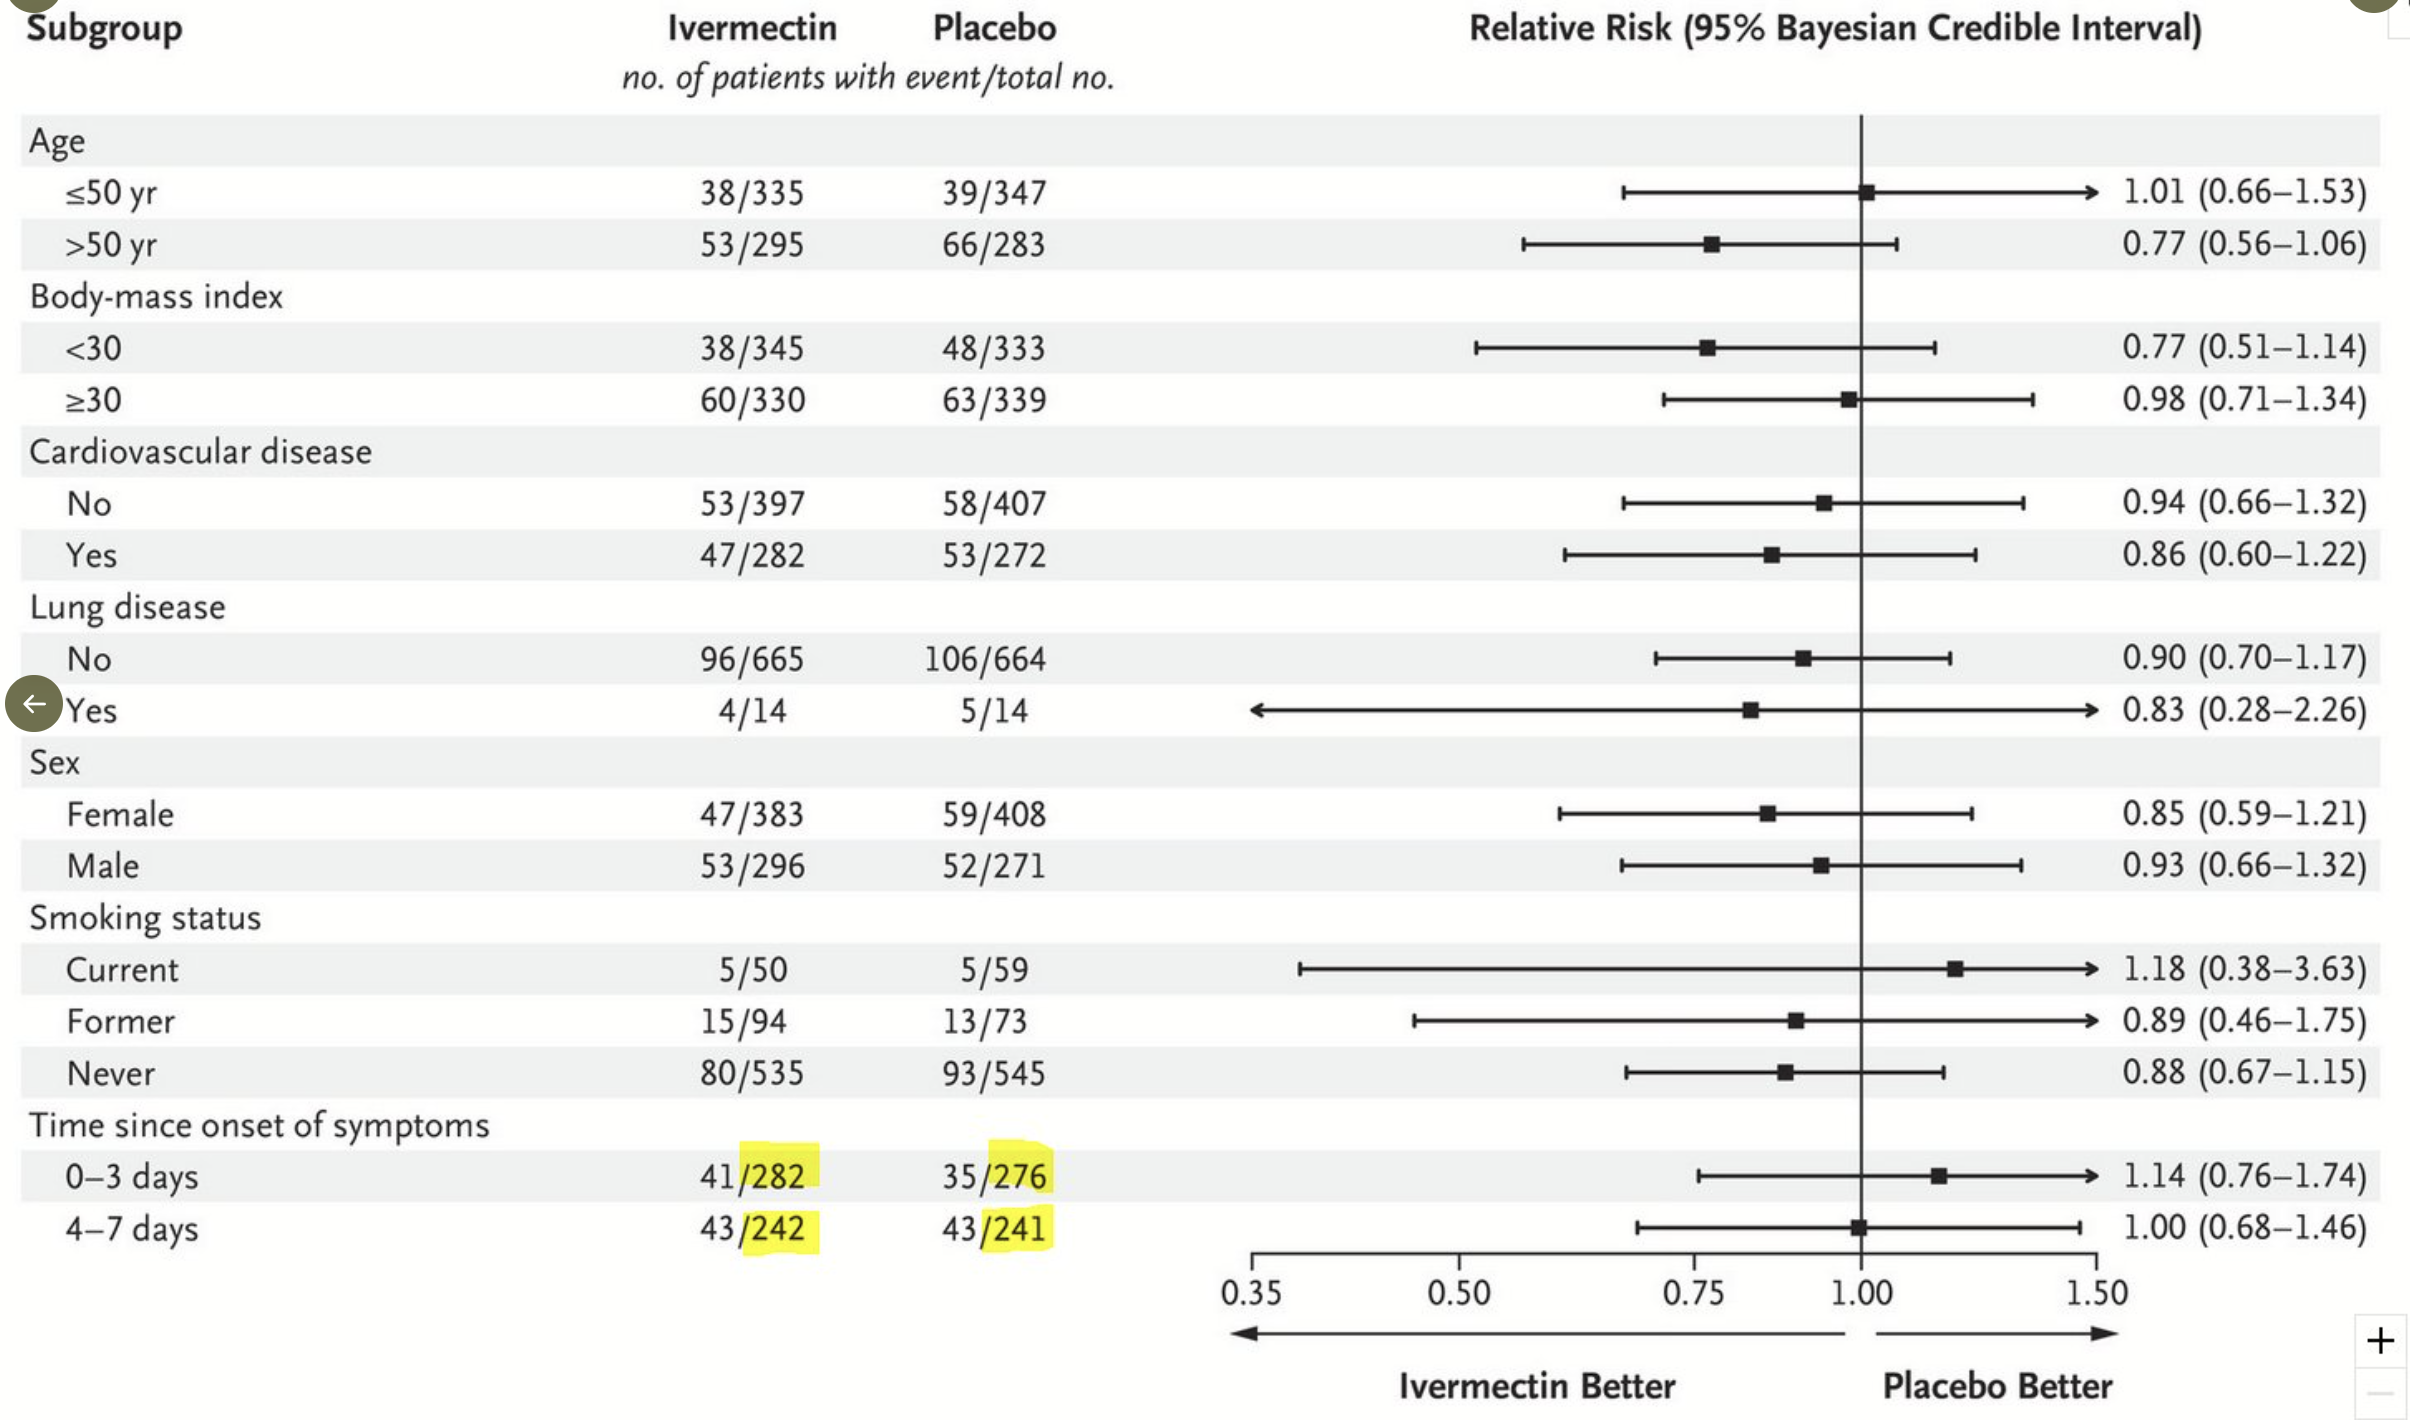 Subgroup Ivermectin Placebo Relative Risk (95% Bayesian Credible Interval)
no. of patients with event/total no.
Age
≤50 yr 38/335 39/347 1.01 (0.66–1.53)
>50 yr 53/295 66/283 0.77 (0.56–1.06)
Body-mass index
<30 38/345 48/333 0.77 (0.51–1.14)
≥30 60/330 63/339 0.98 (0.71–1.34)
Cardiovascular disease
No 53/397 58/407 0.94 (0.66–1.32)
Yes 47/282 53/272 0.86 (0.60–1.22)
Lung disease
No 96/665 106/664 0.90 (0.70–1.17)
Yes 4/14 5/14 0.83 (0.28–2.26)
Sex
Female 47/383 59/408 0.85 (0.59–1.21)
Male 53/296 52/271 0.93 (0.66–1.32)
Smoking status
Current 5/50 5/59 1.18 (0.38–3.63)
Former 15/94 13/73 0.89 (0.46–1.75)
Never 80/535 93/545 0.88 (0.67–1.15)
Time since onset of symptoms
0–3 days 41/282 35/276 1.14 (0.76–1.74)
4–7 days 43/242 43/241 1.00 (0.68–1.46)
0.35 0.50 0.75 1.00 1.50
Ivermectin Better Placebo Better